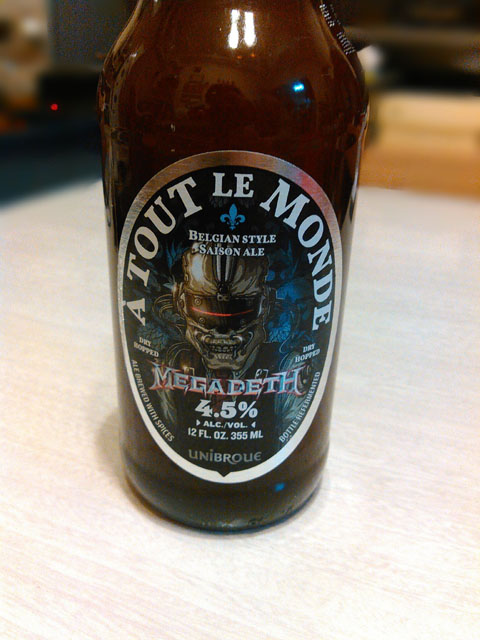 À TOUT LE MONDE
BELGIAN STYLE
SAISON ALE
DRY
HOPPED
DRY
HOPPED
MEGADETH
4.5%
ALC./VOL.
12 FL. OZ. 355 ML
ALE BREWED WITH SPICES
BOTTLE REFERMENTED
UNIBROUE